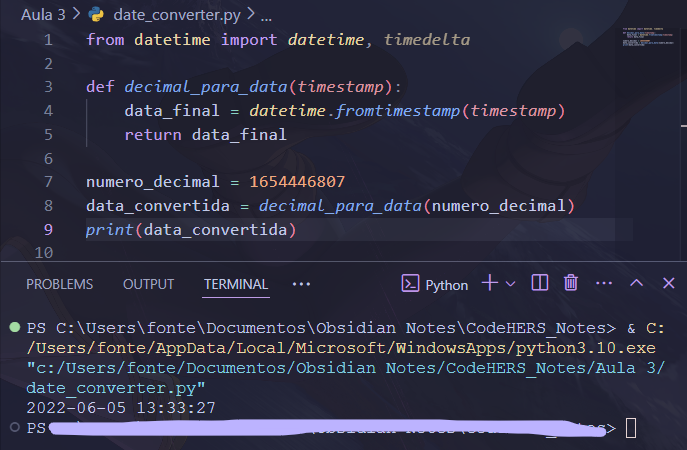 Aula 3 > date_converter.py > ...
1 from datetime import datetime, timedelta
2
3 def decimal_para_data(timestamp):
4 data_final = datetime.fromtimestamp(timestamp)
5 return data_final
6
7 numero_decimal = 1654446807
8 data_convertida = decimal_para_data(numero_decimal)
9 print(data_convertida)
10
PROBLEMS OUTPUT TERMINAL ··· Python ···
PS C:\Users\fonte\Documentos\Obsidian Notes\CodeHERS_Notes> & C:
/Users/fonte/AppData/Local/Microsoft/WindowsApps/python3.10.exe
"c:/Users/fonte/Documentos/Obsidian Notes/CodeHERS_Notes/Aula 3/
date_converter.py"
2022-06-05 13:33:27
PS >